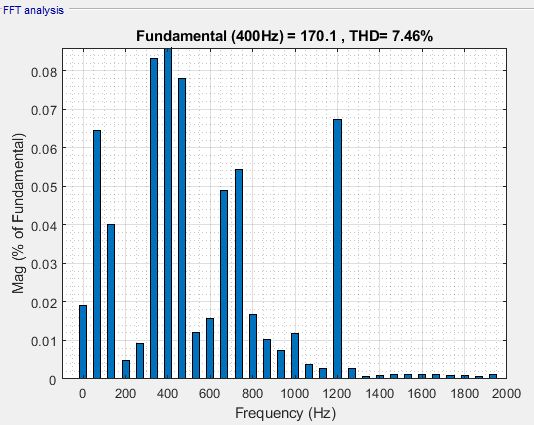 FFT analysis
Fundamental (400Hz) = 170.1 , THD= 7.46%
0.08
0.07
0.06
0.05
0.04
0.03
0.02
0.01
0
Mag (% of Fundamental)
0 200 400 600 800 1000 1200 1400 1600 1800 2000
Frequency (Hz)